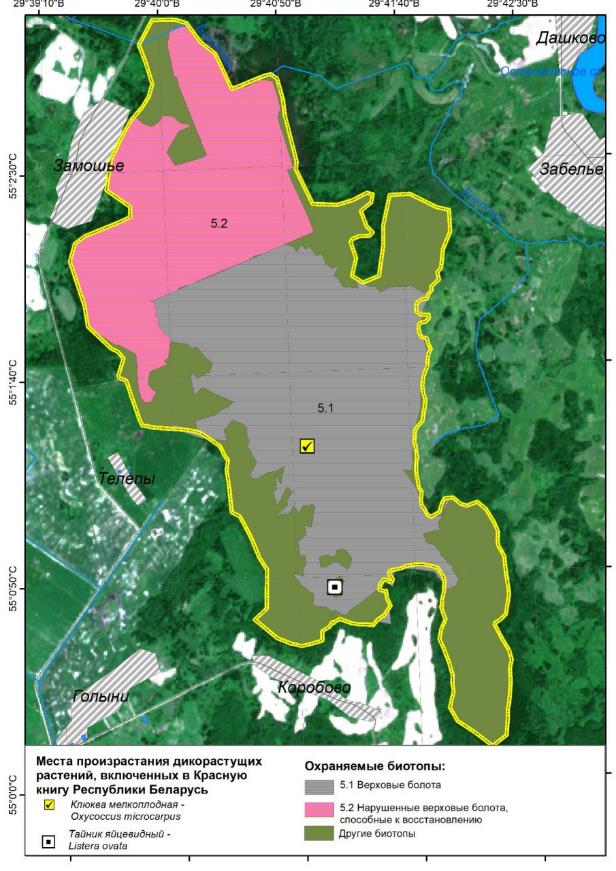 29°39'10"В 29°40'0"В 29°40'50"В 29°41'40"В 29°42'30"В
Дашково
Замошье
Забелье
55°2'30"С
5.2
55°1'40"С
5.1
Телепы
55°0'50"С
Голыни
Коробово
55°0'0"С
Места произрастания дикорастущих
растений, включенных в Красную
книгу Республики Беларусь
Клюква мелкоплодная -
Oxycoccus microcarpus
Тайник яйцевидный -
Listera ovata
Охраняемые биотопы:
5.1 Верховые болота
5.2 Нарушенные верховые болота,
способные к восстановлению
Другие биотопы